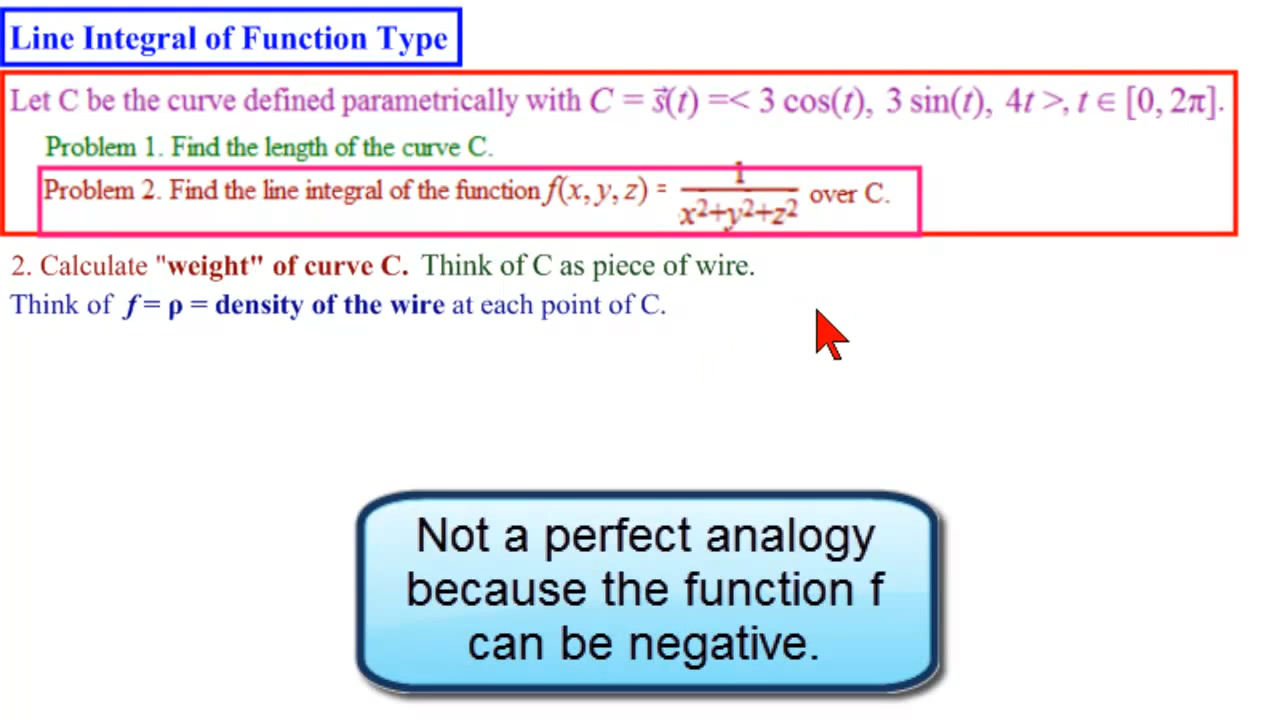 Line Integral of Function Type
Let C be the curve defined parametrically with C = s⃗(t) =< 3 cos(t), 3 sin(t), 4t >, t ∈ [0, 2π].
Problem 1. Find the length of the curve C.
Problem 2. Find the line integral of the function f(x, y, z) = 1/(x²+y²+z²) over C.
2. Calculate "weight" of curve C. Think of C as piece of wire.
Think of f = ρ = density of the wire at each point of C.
Not a perfect analogy
because the function f
can be negative.